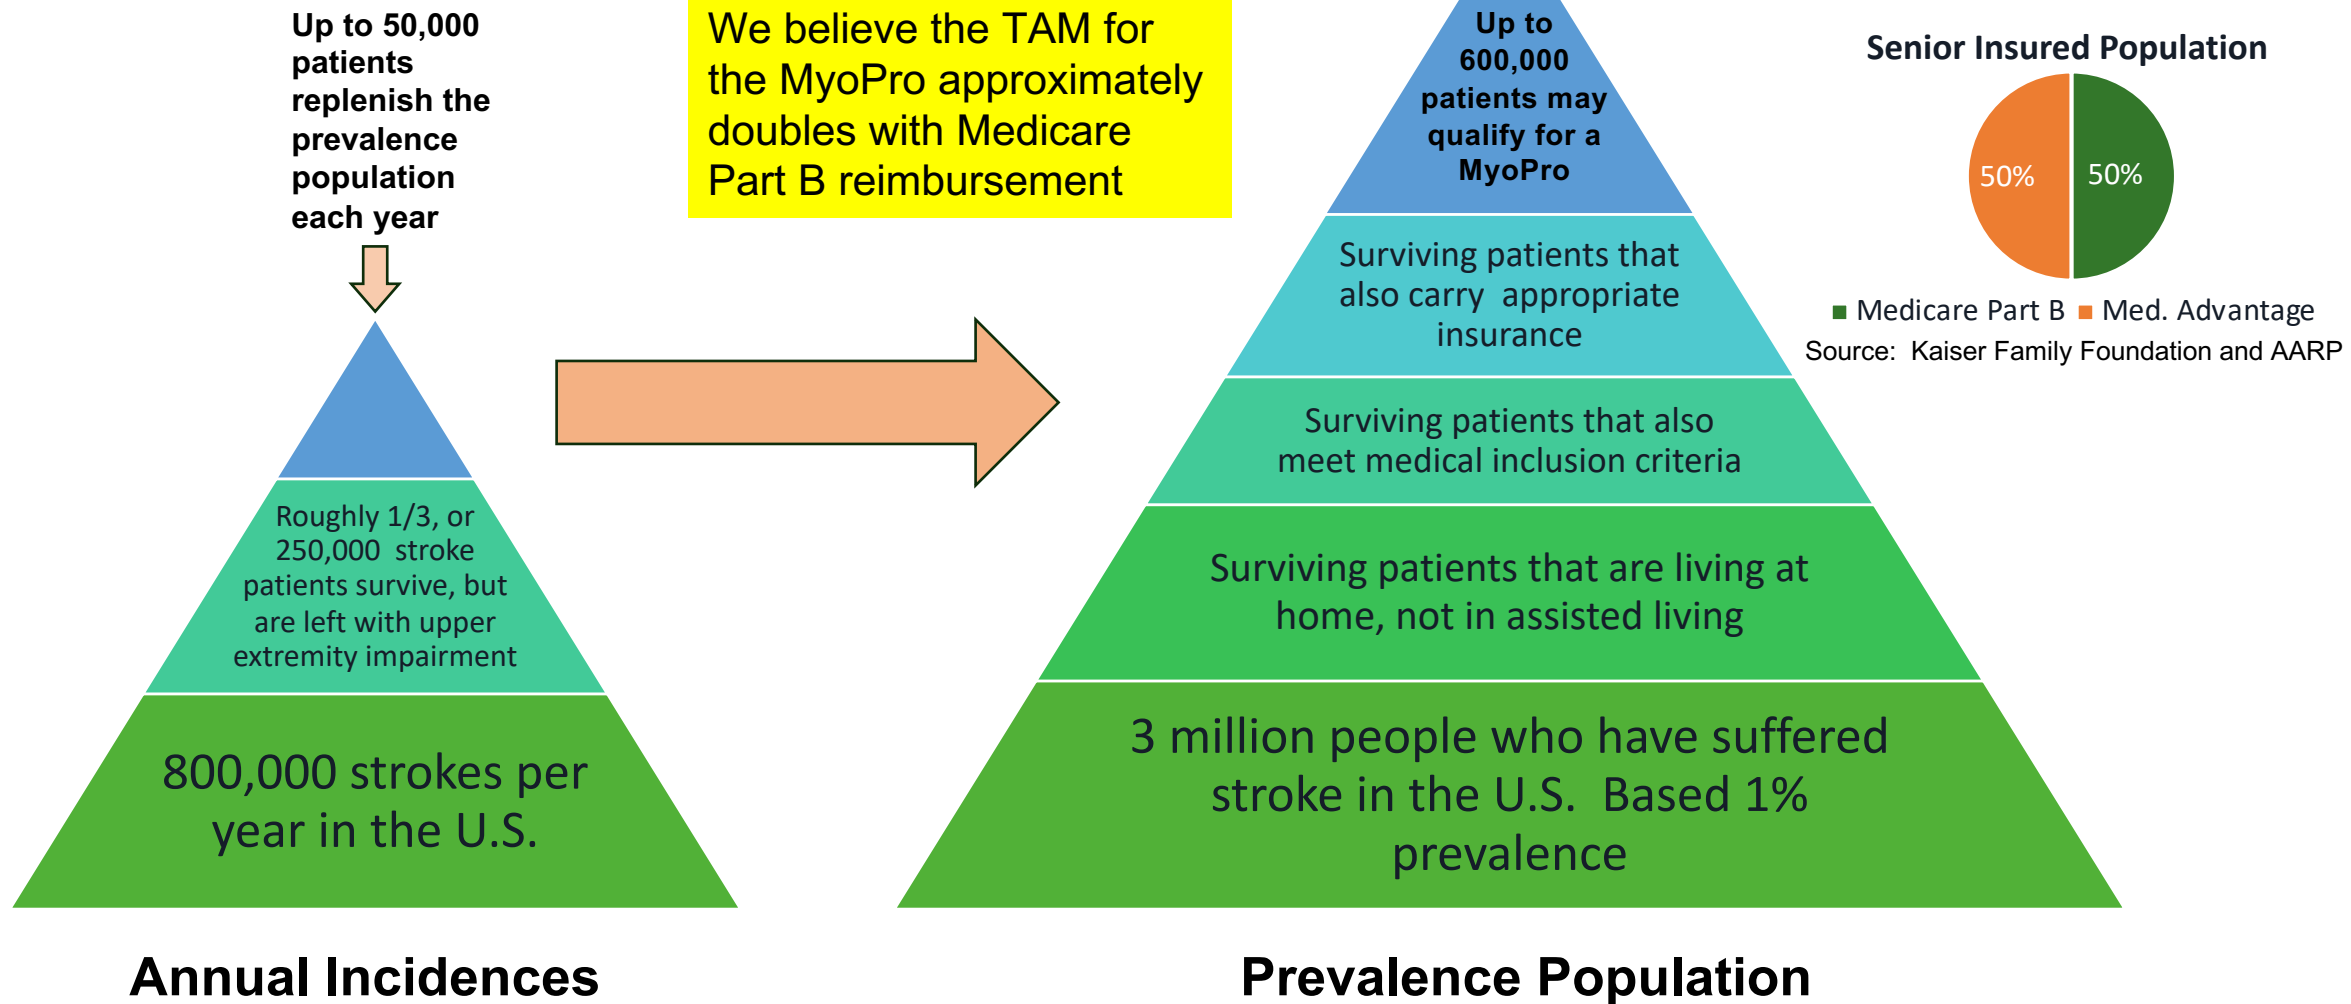 Up to 50,000
patients
replenish the
prevalence
population
each year
We believe the TAM for
the MyoPro approximately
doubles with Medicare
Part B reimbursement
Up to
600,000
patients may
qualify for a
MyoPro
Senior Insured Population
50%
50%
Medicare Part B
Med. Advantage
Source: Kaiser Family Foundation and AARP
Surviving patients that
also carry appropriate
insurance
Surviving patients that also
meet medical inclusion criteria
Surviving patients that are living at
home, not in assisted living
3 million people who have suffered
stroke in the U.S. Based 1%
prevalence
Roughly 1/3, or
250,000 stroke
patients survive, but
are left with upper
extremity impairment
800,000 strokes per
year in the U.S.
Annual Incidences
Prevalence Population